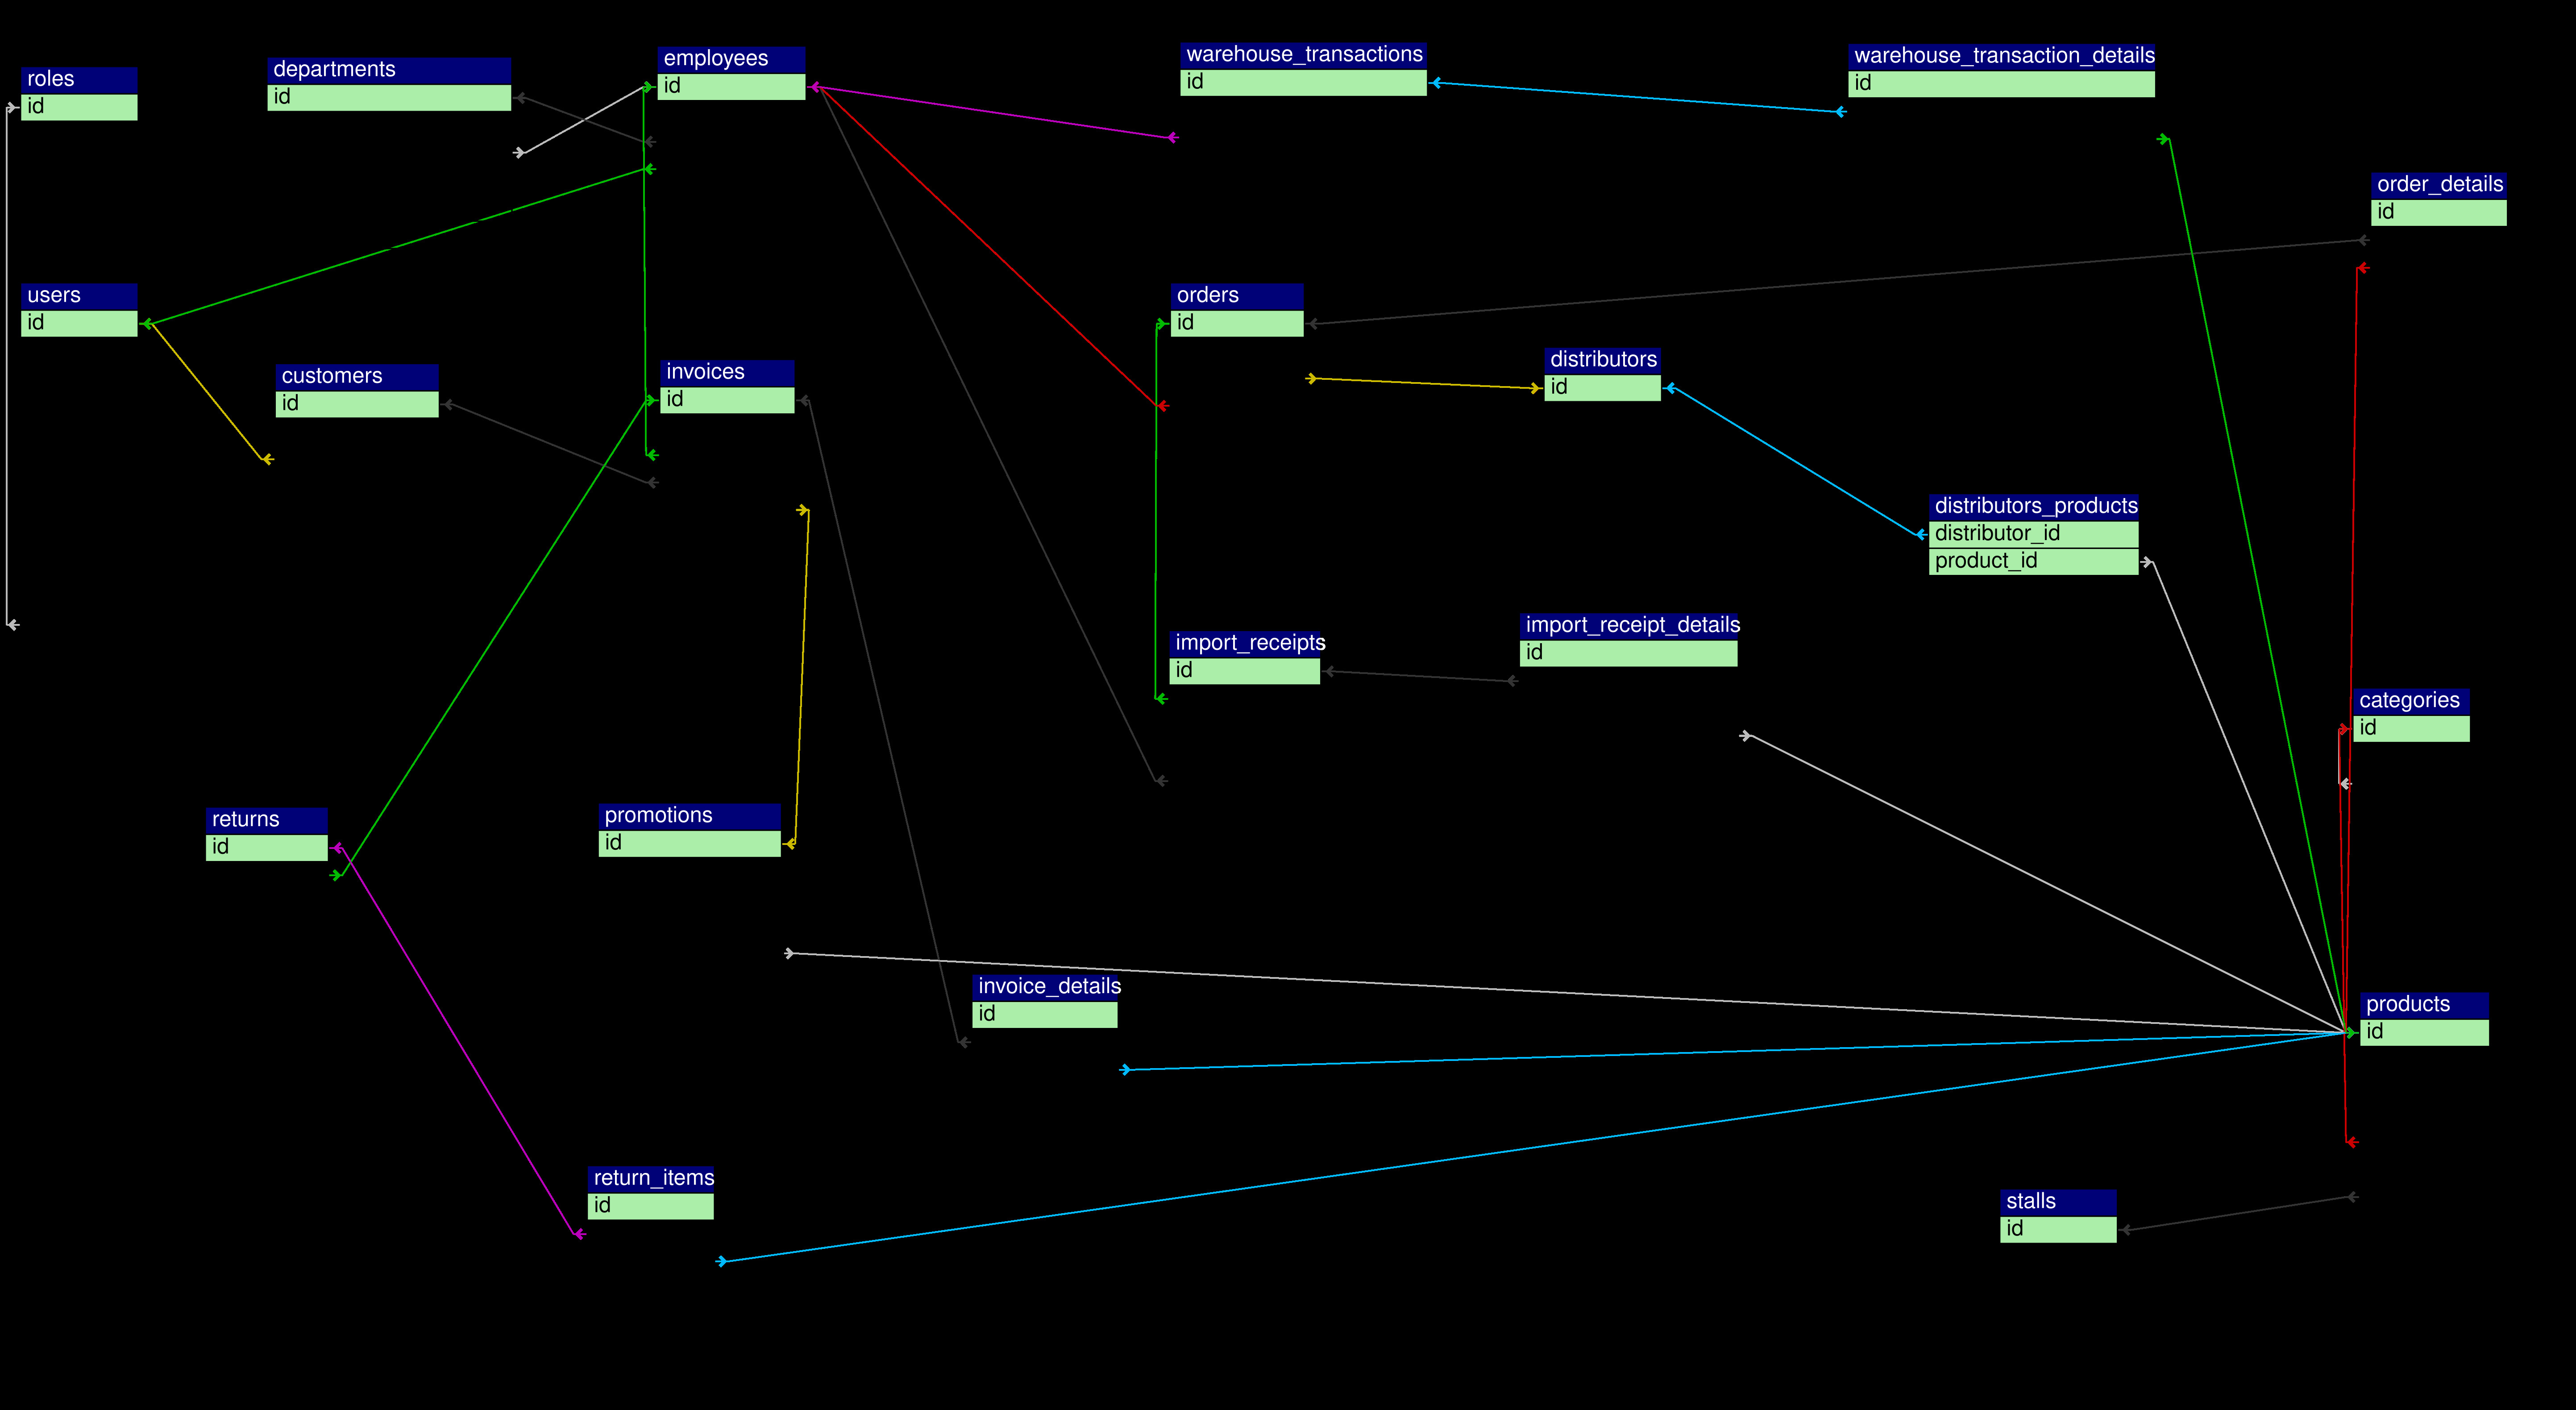 roles
id
departments
id
employees
id
warehouse_transactions
id
warehouse_transaction_details
id
order_details
id
users
id
customers
id
invoices
id
orders
id
distributors
id
distributors_products
distributor_id
product_id
import_receipts
id
import_receipt_details
id
categories
id
returns
id
promotions
id
invoice_details
id
products
id
return_items
id
stalls
id